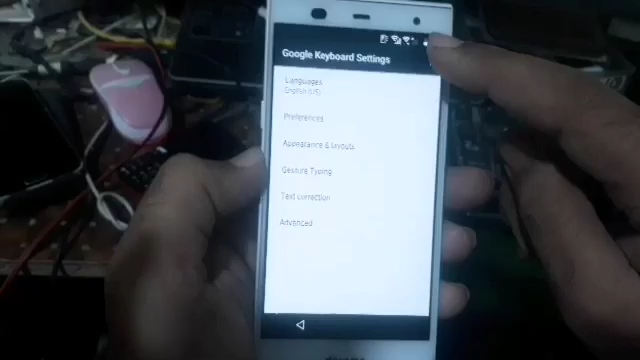 Google Keyboard Settings
Languages
English (US)
Preferences
Appearance & layouts
Gesture Typing
Text correction
Advanced